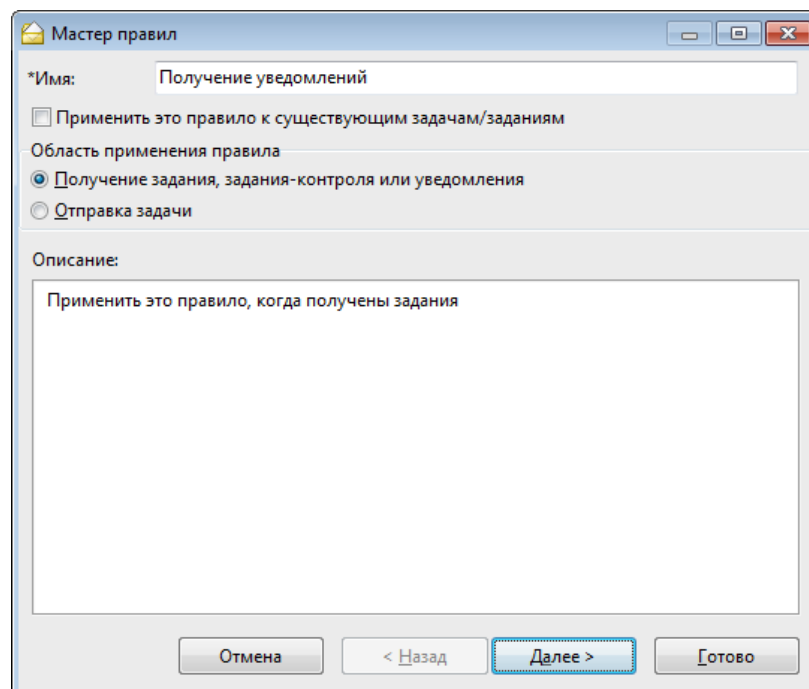 Мастер правил
*Имя: Получение уведомлений
Применить это правило к существующим задачам/заданиям
Область применения правила
Получение задания, задания-контроля или уведомления
Отправка задачи
Описание:
Применить это правило, когда получены задания
Отмена < Назад Далее > Готово